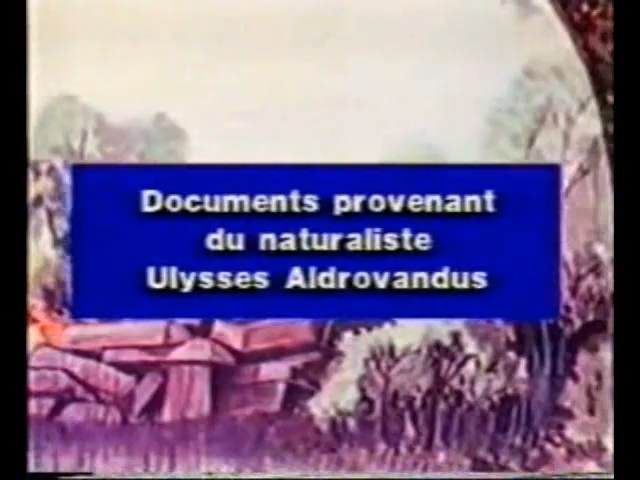 Documents provenant
du naturaliste
Ulysses Aldrovandus